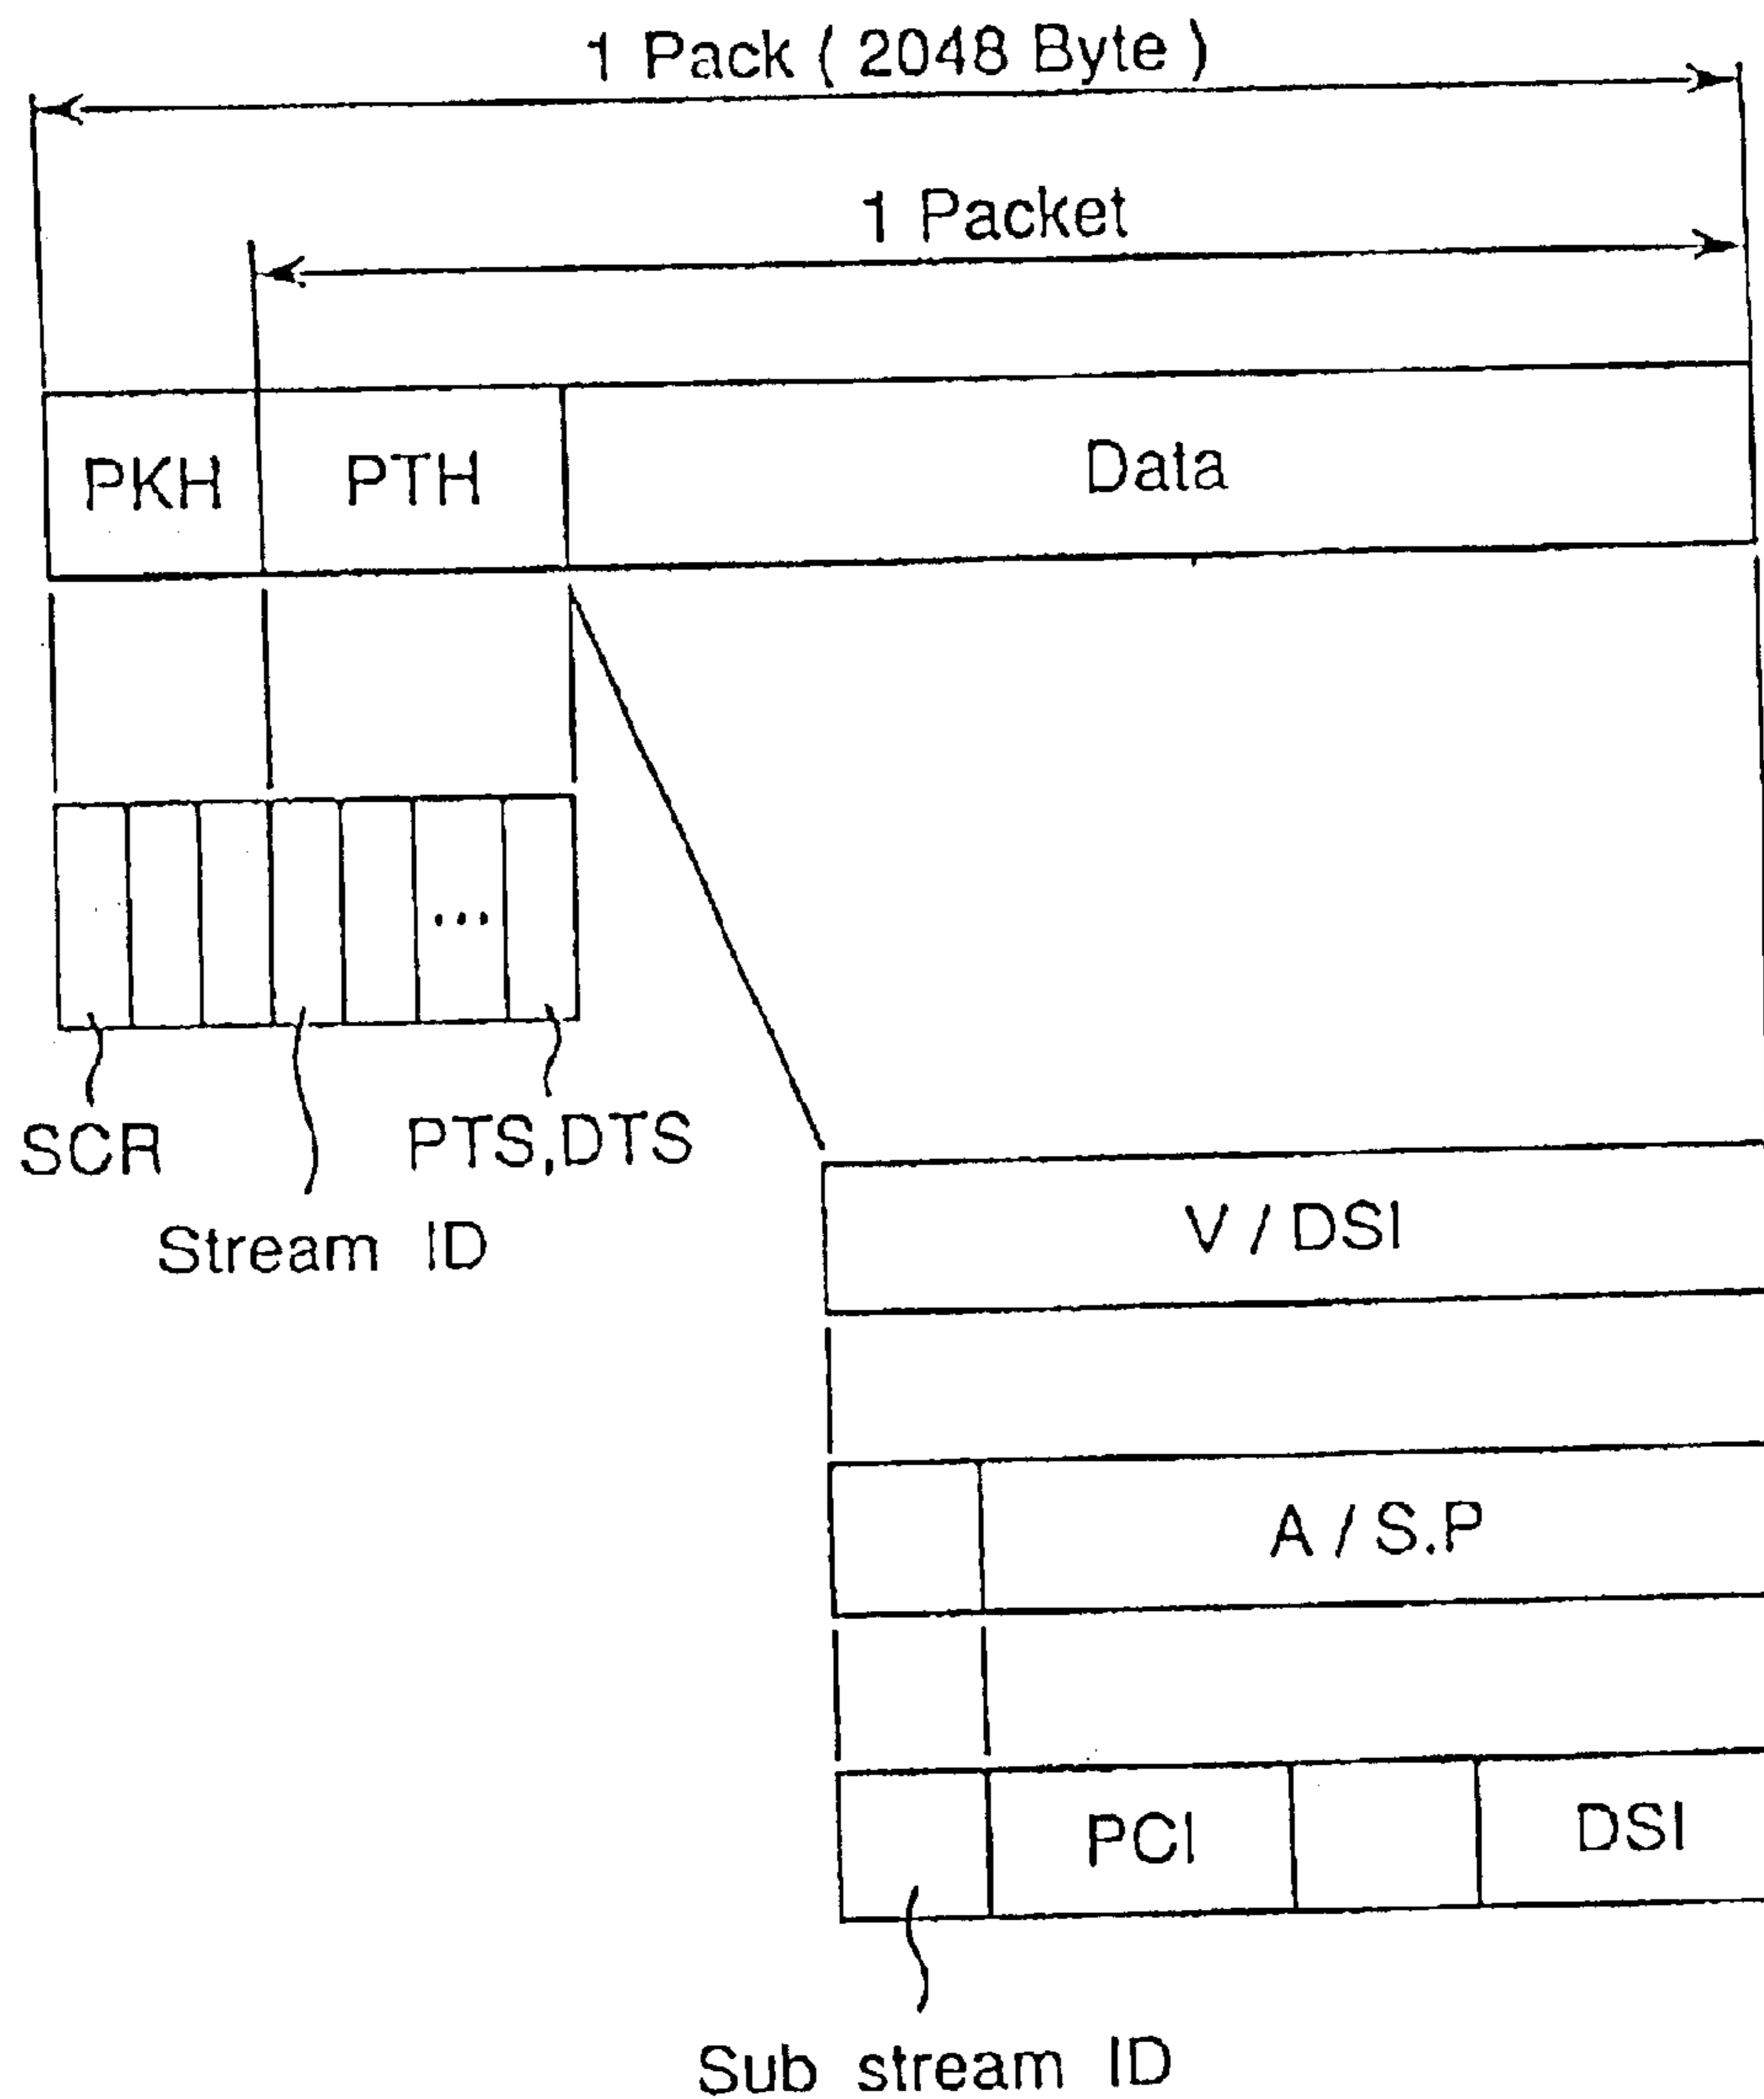 1 Pack ( 2048 Byte )
1 Packet
PKH PTH Data
...
SCR
PTS,DTS
Stream ID
V / DSI
A / S.P
PCI DSI
Sub stream ID